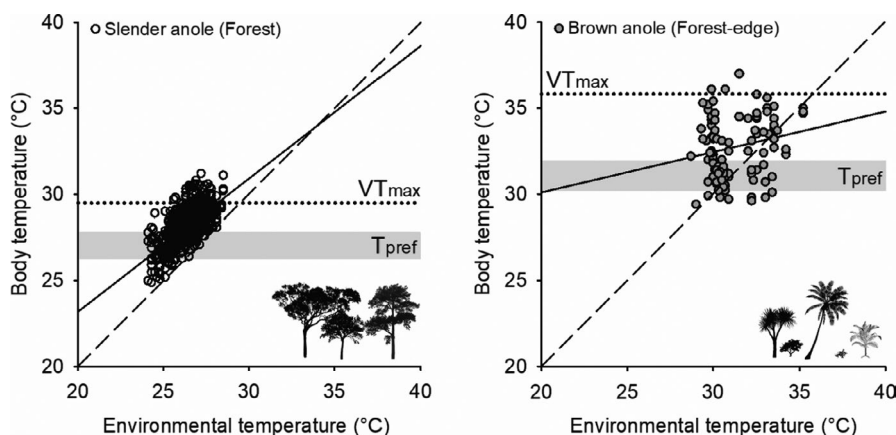 Slender anole (Forest)
40
35
30
25
20
Body temperature (°C)
VTmax
Tpref
20 25 30 35 40
Environmental temperature (°C)
Brown anole (Forest-edge)
40
35
30
25
20
Body temperature (°C)
VTmax
Tpref
20 25 30 35 40
Environmental temperature (°C)